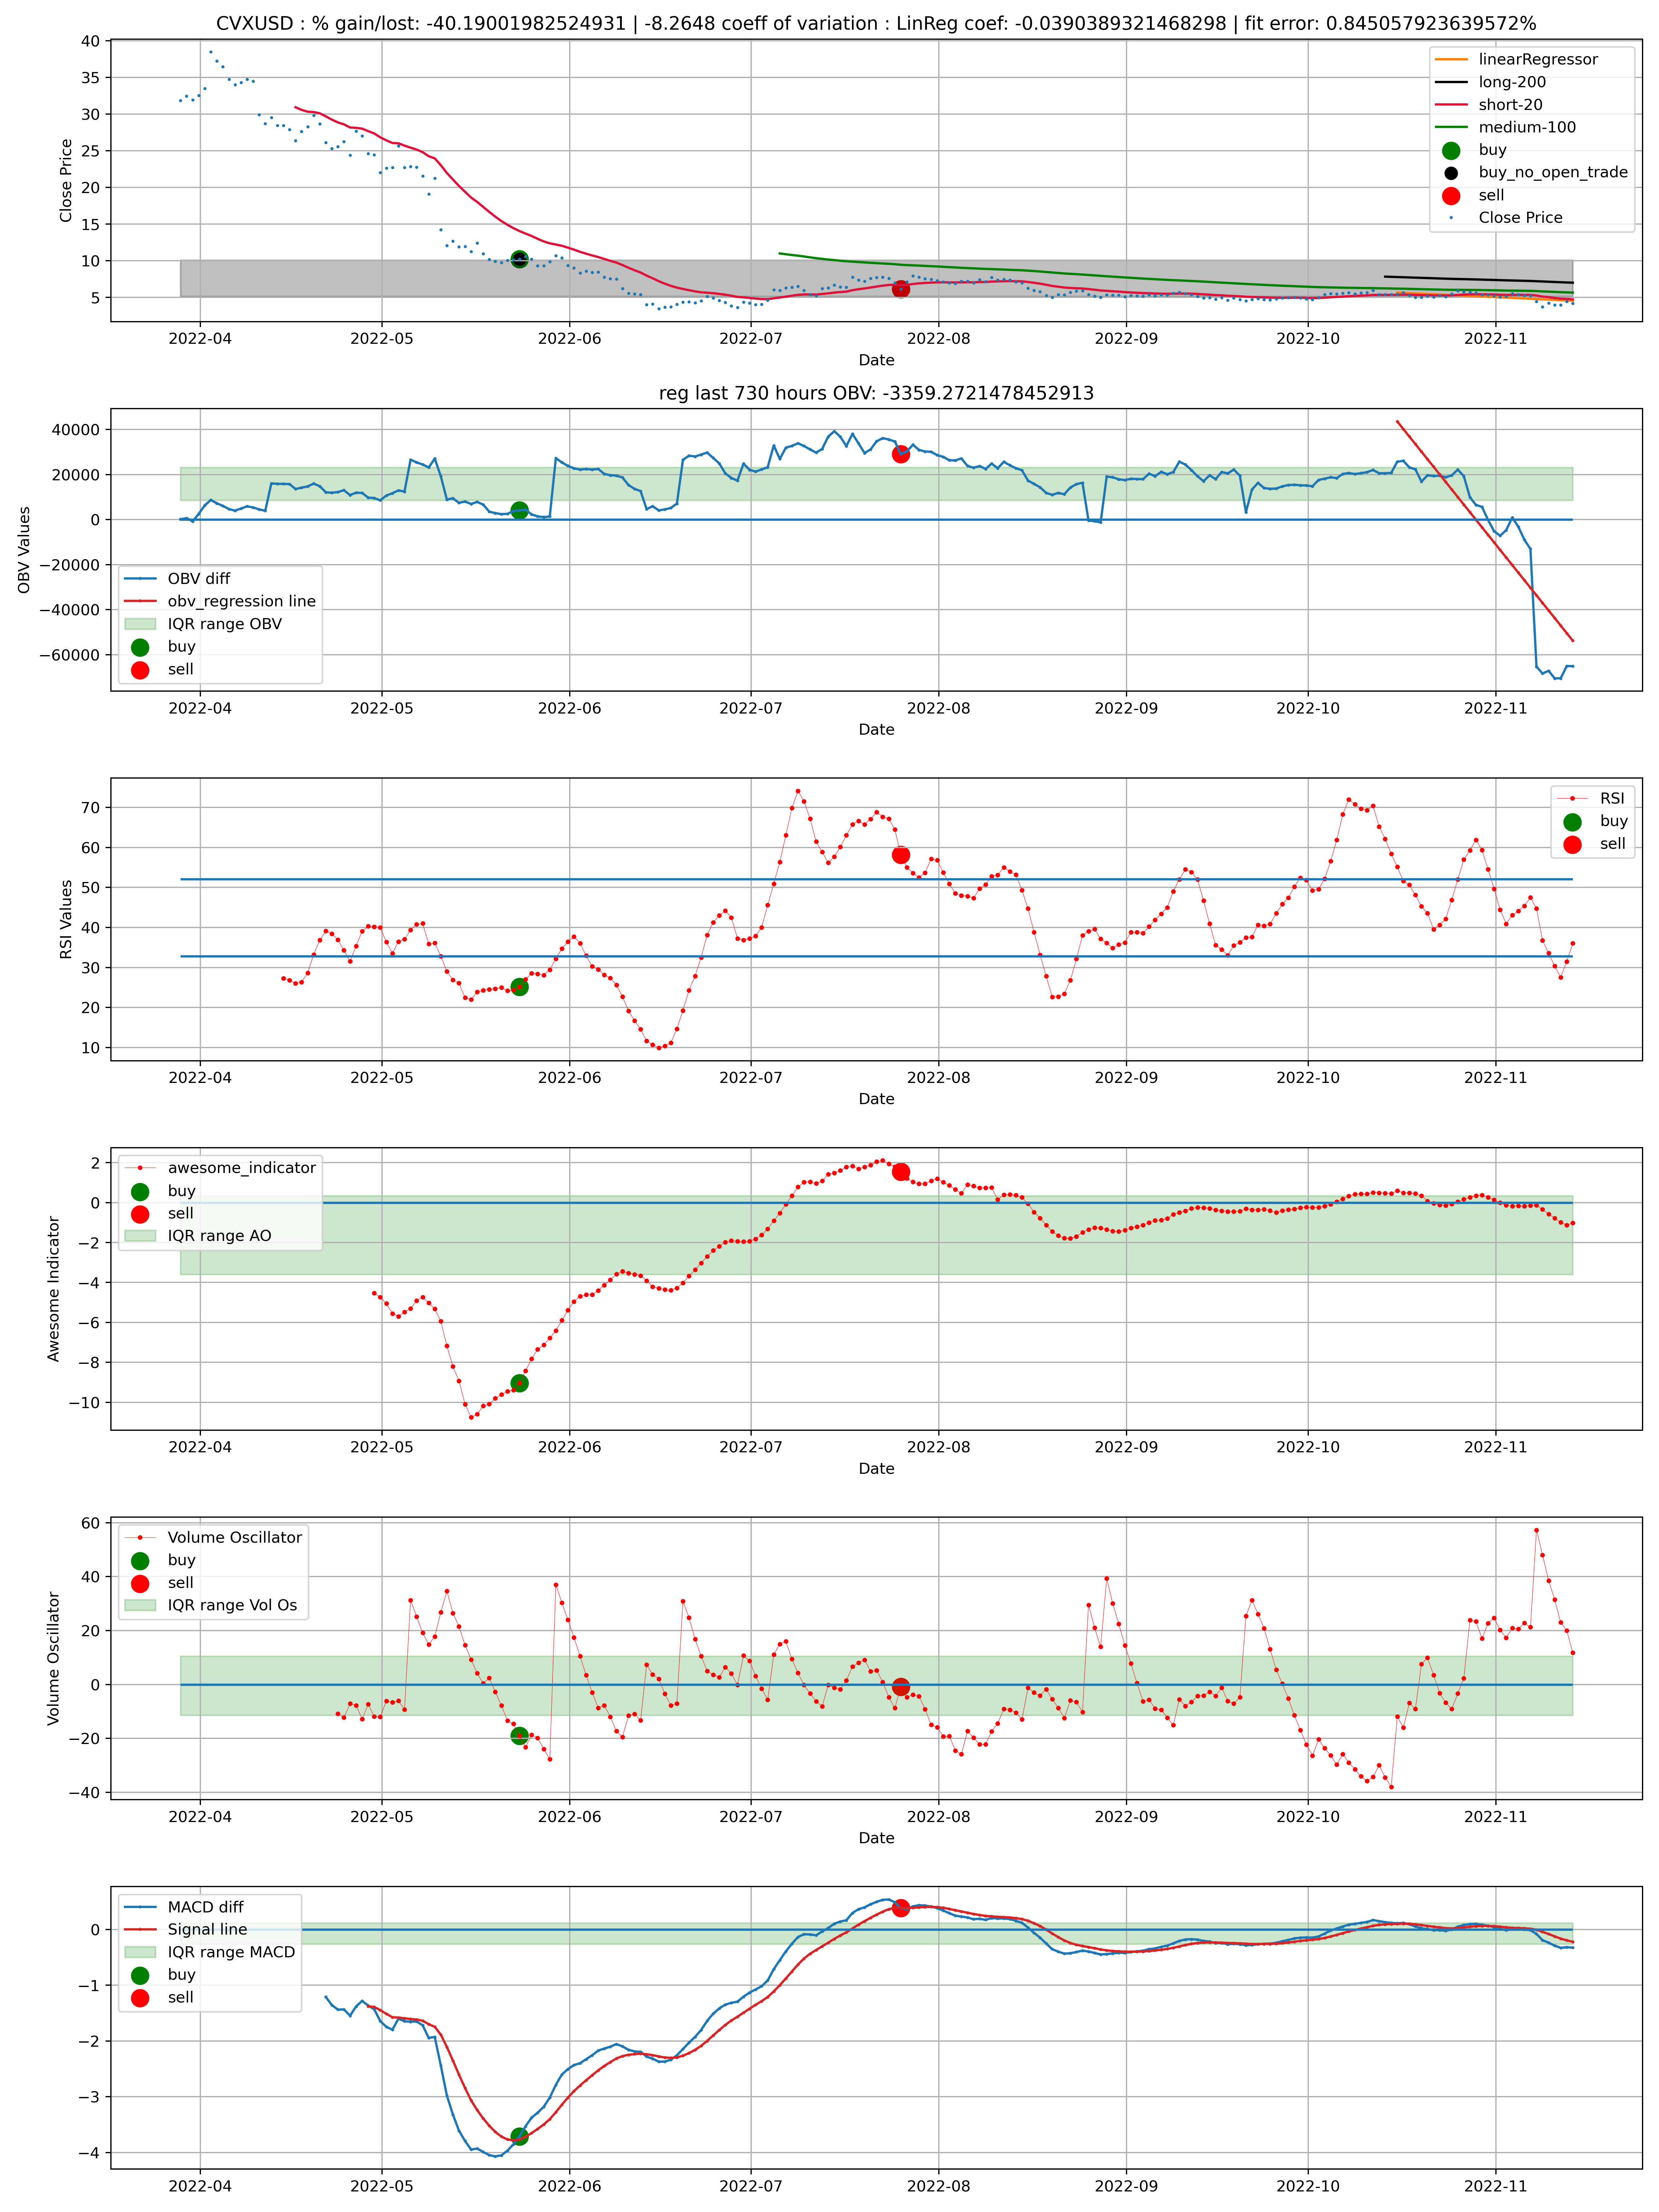 CVXUSD : % gain/lost: -40.19001982524931 | -8.2648 coeff of variation : LinReg coef: -0.0390389321468298 | fit error: 0.845057923639572%
40
35
30
25
20
15
10
5
Close Price
linearRegressor
long-200
short-20
medium-100
buy
buy_no_open_trade
sell
Close Price
2022-04 2022-05 2022-06 2022-07 2022-08 2022-09 2022-10 2022-11
Date
reg last 730 hours OBV: -3359.2721478452913
40000
20000
0
−20000
−40000
−60000
OBV Values
OBV diff
obv_regression line
IQR range OBV
buy
sell
2022-04 2022-05 2022-06 2022-07 2022-08 2022-09 2022-10 2022-11
Date
70
60
50
40
30
20
10
RSI Values
RSI
buy
sell
2022-04 2022-05 2022-06 2022-07 2022-08 2022-09 2022-10 2022-11
Date
2
0
−2
−4
−6
−8
−10
Awesome Indicator
awesome_indicator
buy
sell
IQR range AO
2022-04 2022-05 2022-06 2022-07 2022-08 2022-09 2022-10 2022-11
Date
60
40
20
0
−20
−40
Volume Oscillator
Volume Oscillator
buy
sell
IQR range Vol Os
2022-04 2022-05 2022-06 2022-07 2022-08 2022-09 2022-10 2022-11
Date
0
−1
−2
−3
−4
MACD diff
Signal line
IQR range MACD
buy
sell
2022-04 2022-05 2022-06 2022-07 2022-08 2022-09 2022-10 2022-11